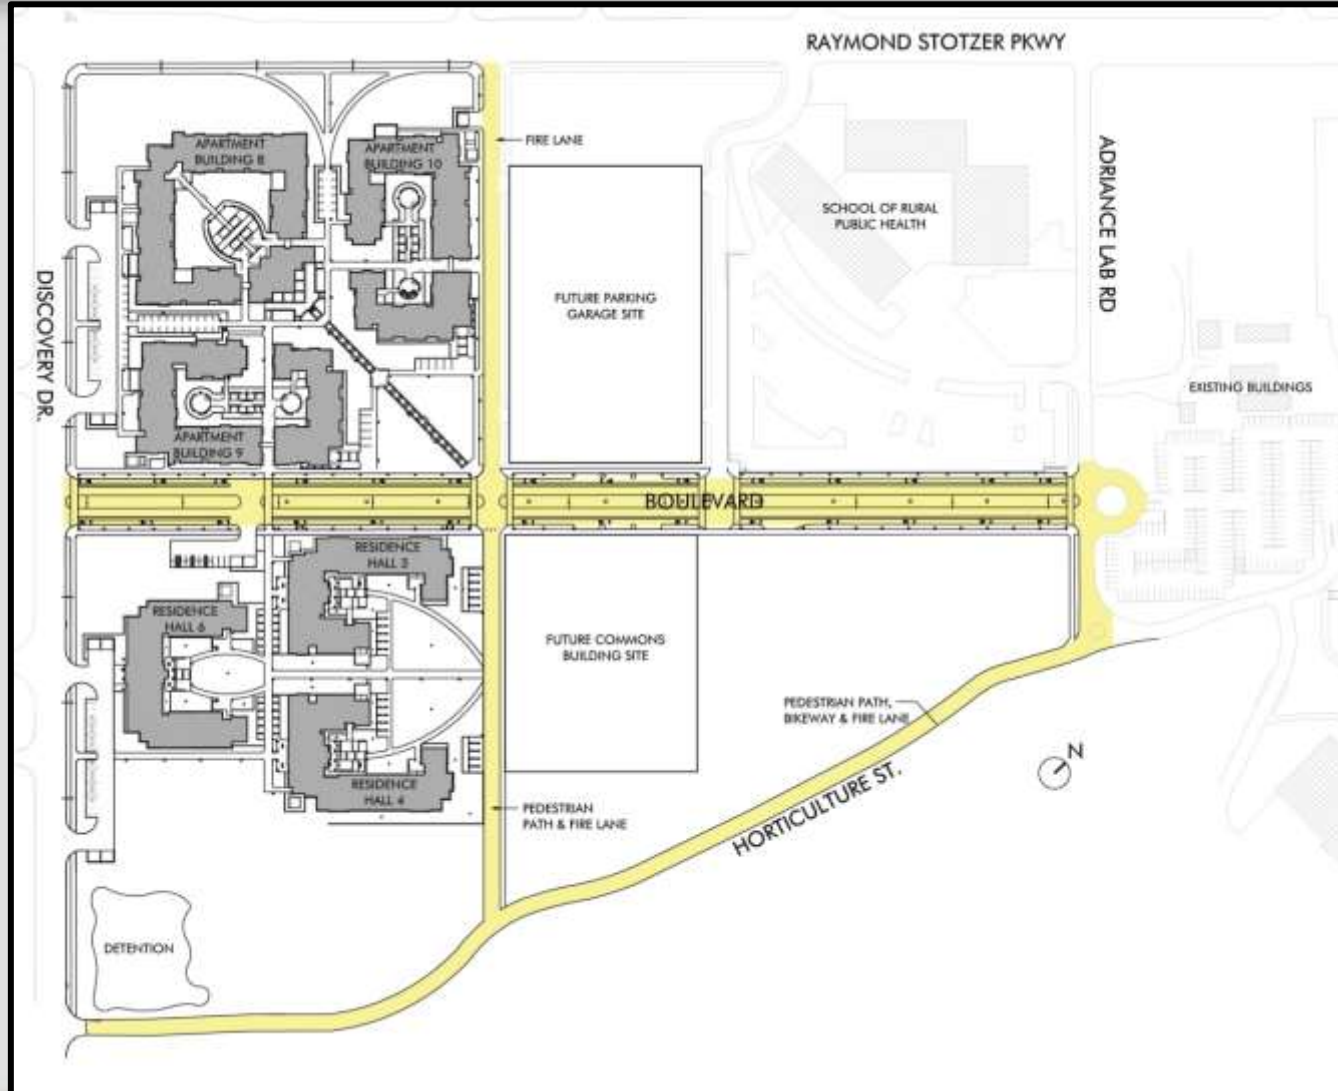 RAYMOND STOTZER PKWY
APARTMENT
BUILDING 8
APARTMENT
BUILDING 10
FIRE LANE
ADRIANCE LAB RD
SCHOOL OF RURAL
PUBLIC HEALTH
DISCOVERY DR.
FUTURE PARKING
GARAGE SITE
EXISTING BUILDINGS
APARTMENT
BUILDING 9
BOULEVARD
RESIDENCE
HALL 5
RESIDENCE
HALL 6
FUTURE COMMONS
BUILDING SITE
PEDESTRIAN PATH,
BIKEWAY & FIRE LANE
N
RESIDENCE
HALL 4
PEDESTRIAN
PATH & FIRE LANE
HORTICULTURE ST.
DETENTION